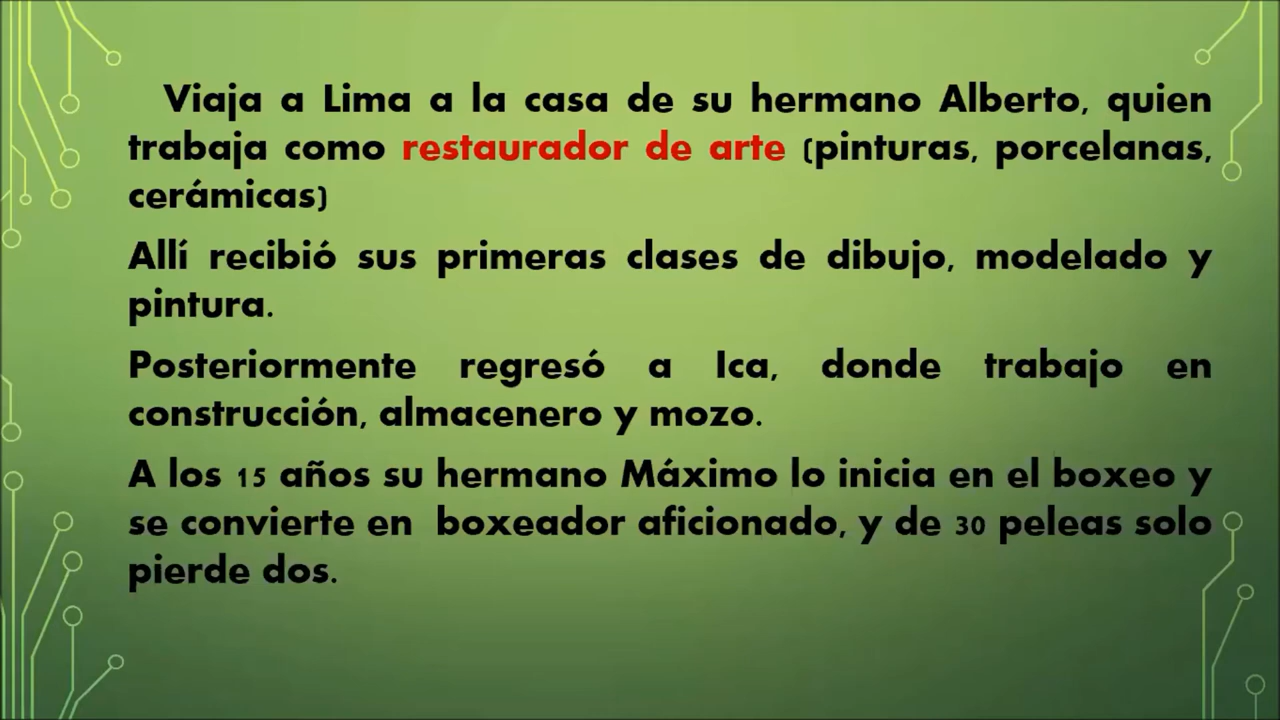 Viaja a Lima a la casa de su hermano Alberto, quien
trabaja como restaurador de arte (pinturas, porcelanas,
cerámicas)
Allí recibió sus primeras clases de dibujo, modelado y
pintura.
Posteriormente regresó a Ica, donde trabajo en
construcción, almacenero y mozo.
A los 15 años su hermano Máximo lo inicia en el boxeo y
se convierte en boxeador aficionado, y de 30 peleas solo
pierde dos.